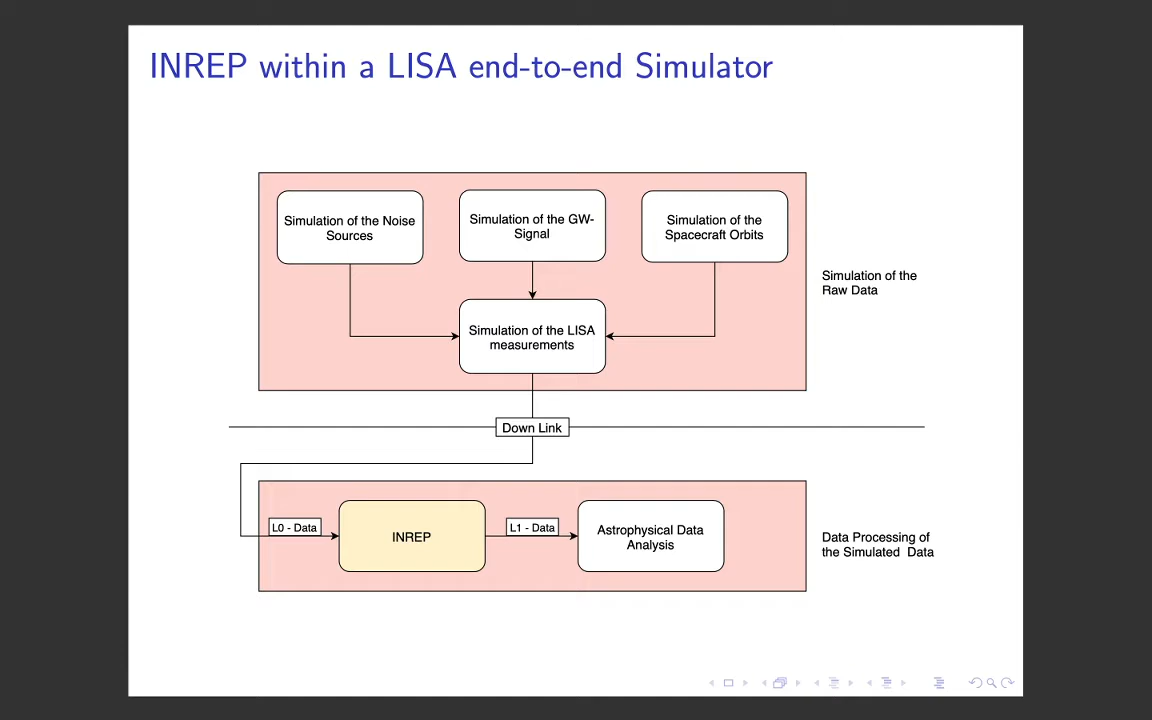 INREP within a LISA end-to-end Simulator
Simulation of the Noise
Sources
Simulation of the GW-
Signal
Simulation of the
Spacecraft Orbits
Simulation of the
Raw Data
Simulation of the LISA
measurements
Down Link
L0 - Data
INREP
L1 - Data
Astrophysical Data
Analysis
Data Processing of
the Simulated Data